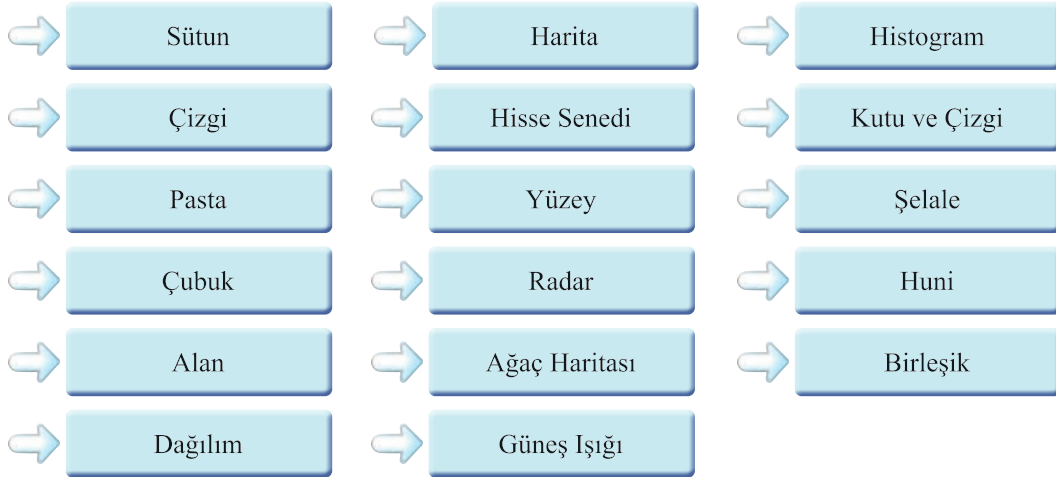 Sütun
Çizgi
Pasta
Çubuk
Alan
Dağılım
Harita
Hisse Senedi
Yüzey
Radar
Ağaç Haritası
Güneş Işığı
Histogram
Kutu ve Çizgi
Şelale
Huni
Birleşik